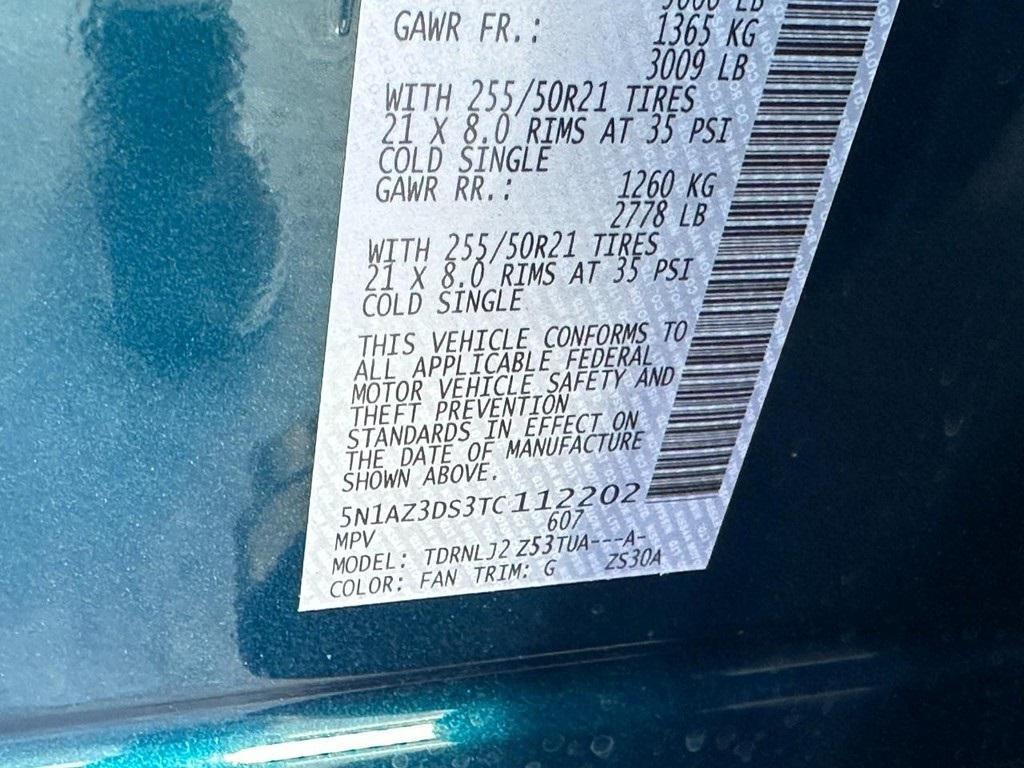 GAWR FR.: 1365 KG
3009 LB
WITH 255/50R21 TIRES
21 X 8.0 RIMS AT 35 PSI
COLD SINGLE
GAWR RR.: 1260 KG
2778 LB
WITH 255/50R21 TIRES
21 X 8.0 RIMS AT 35 PSI
COLD SINGLE
THIS VEHICLE CONFORMS TO
ALL APPLICABLE FEDERAL
MOTOR VEHICLE SAFETY AND
THEFT PREVENTION
STANDARDS IN EFFECT ON
THE DATE OF MANUFACTURE
SHOWN ABOVE.
5N1AZ3DS3TC112202
MPV 607
MODEL: TDRNLJ2 Z53TUA---A-
COLOR: FAN TRIM: G ZS30A